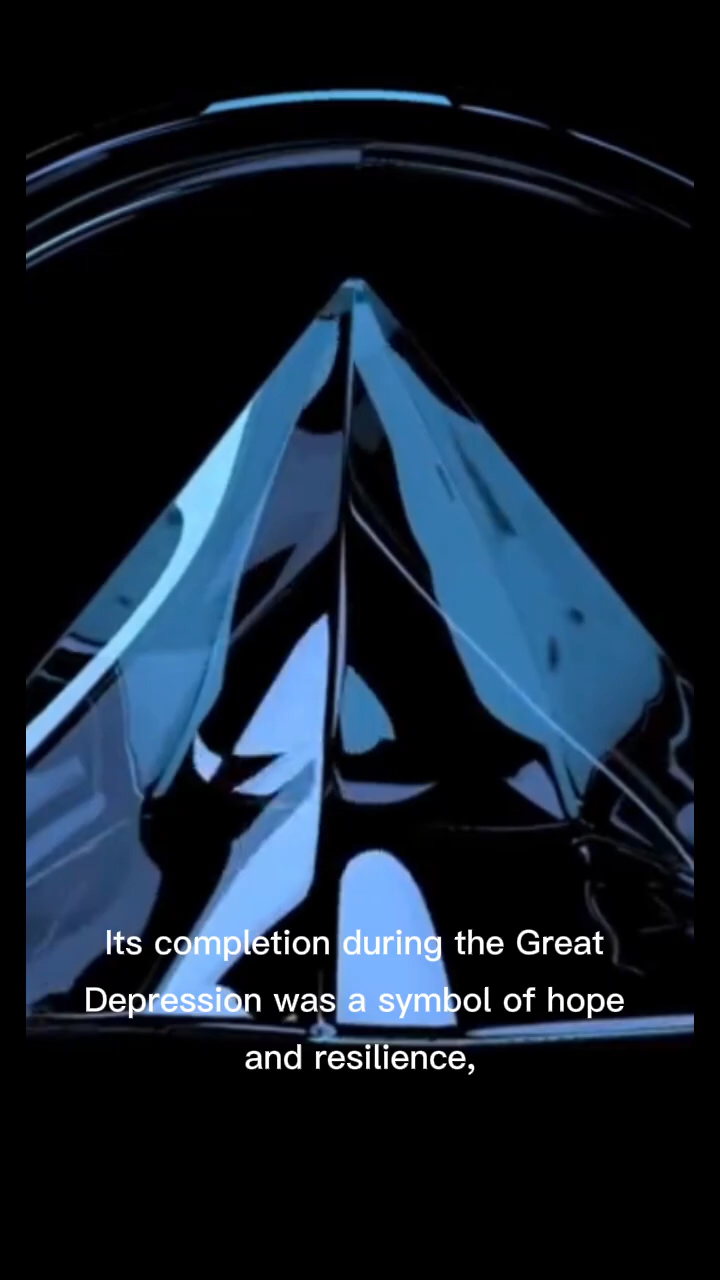 Its completion during the Great
Depression was a symbol of hope
and resilience,